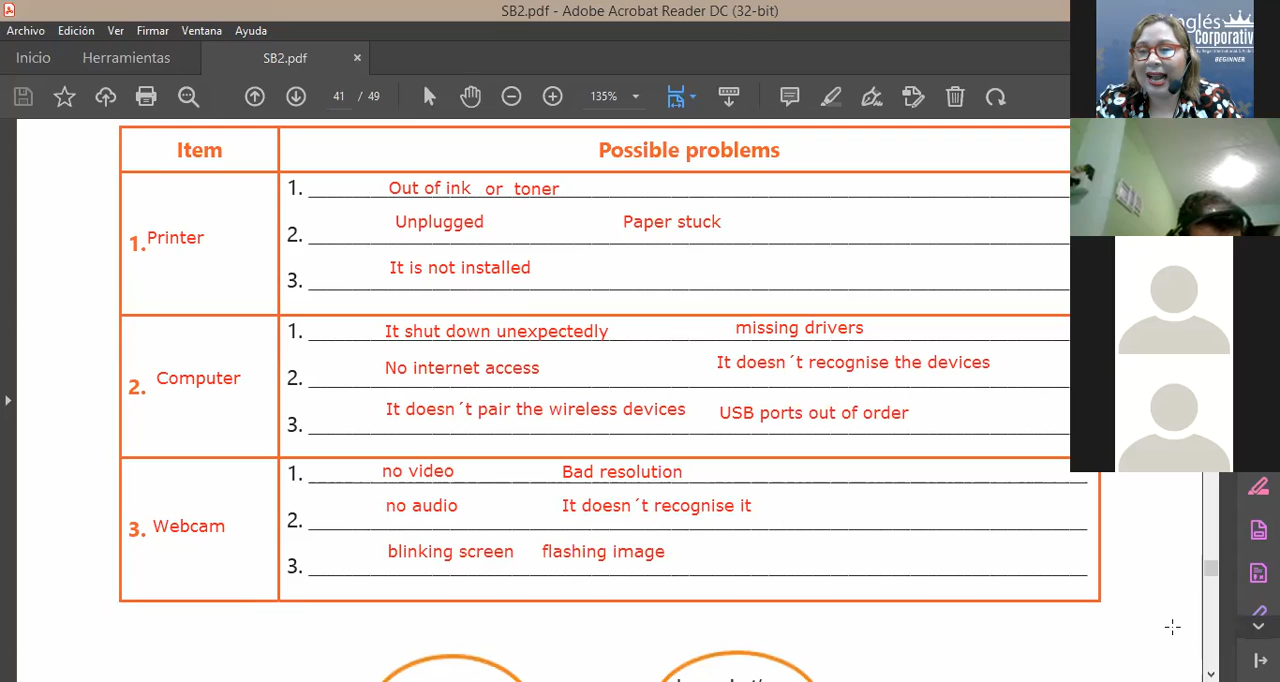 SB2.pdf - Adobe Acrobat Reader DC (32-bit)
Archivo Edición Ver Firmar Ventana Ayuda
Inicio Herramientas SB2.pdf ×
41 / 49 135%
Inglés
Corporativo
BEGINNER
Item Possible problems
1. Printer
1. Out of ink or toner
2. Unplugged Paper stuck
3. It is not installed
2. Computer
1. It shut down unexpectedly missing drivers
2. No internet access It doesn´t recognise the devices
3. It doesn´t pair the wireless devices USB ports out of order
3. Webcam
1. no video Bad resolution
2. no audio It doesn´t recognise it
3. blinking screen flashing image